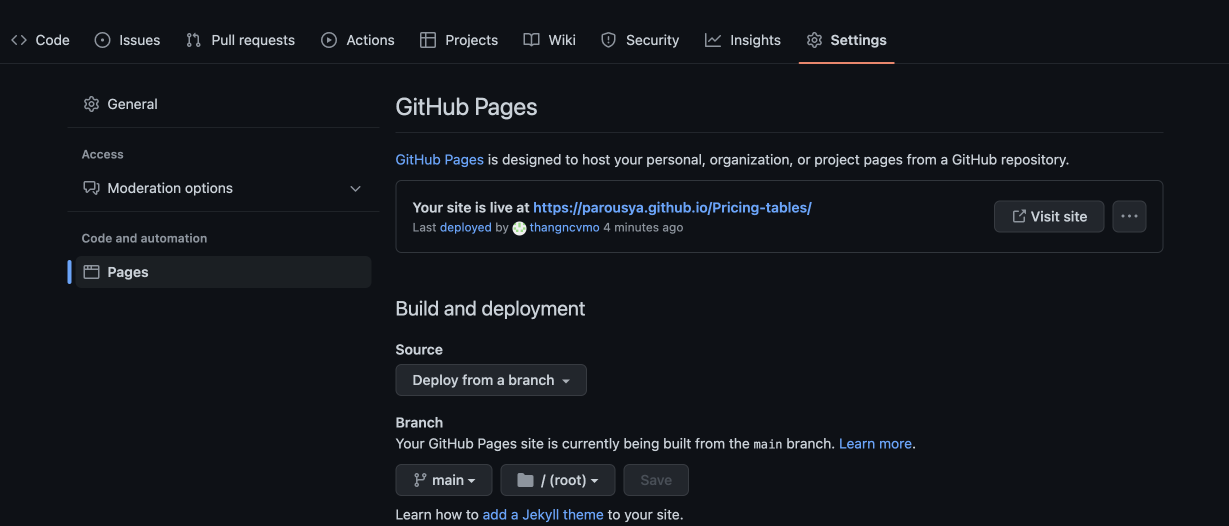 Code Issues Pull requests Actions Projects Wiki Security Insights Settings
General
Access
Moderation options
Code and automation
Pages
GitHub Pages
GitHub Pages is designed to host your personal, organization, or project pages from a GitHub repository.
Your site is live at https://parousya.github.io/Pricing-tables/
Last deployed by thangncvmo 4 minutes ago
Visit site
Build and deployment
Source
Deploy from a branch
Branch
Your GitHub Pages site is currently being built from the main branch. Learn more.
main / (root) Save
Learn how to add a Jekyll theme to your site.